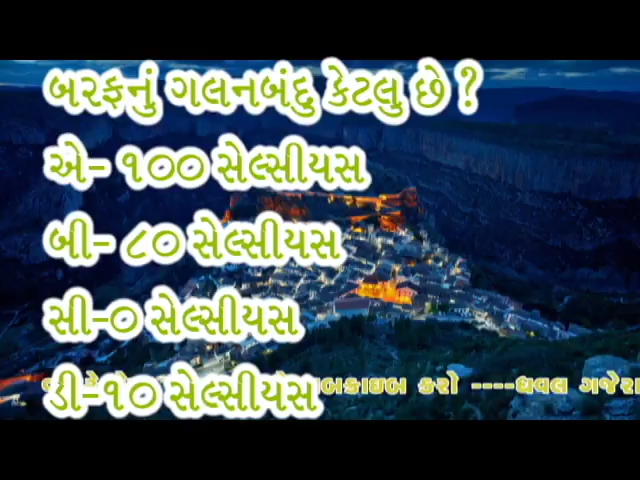 બરફનું ગલનબંદુ કેટલુ છે ?
એ- ૧૦૦ સેલ્સીયસ
બી- ૮૦ સેલ્સીયસ
સી-૦ સેલ્સીયસ
ડી-૧૦ સેલ્સીયસ
કરો ----ધવલ ગજેરા